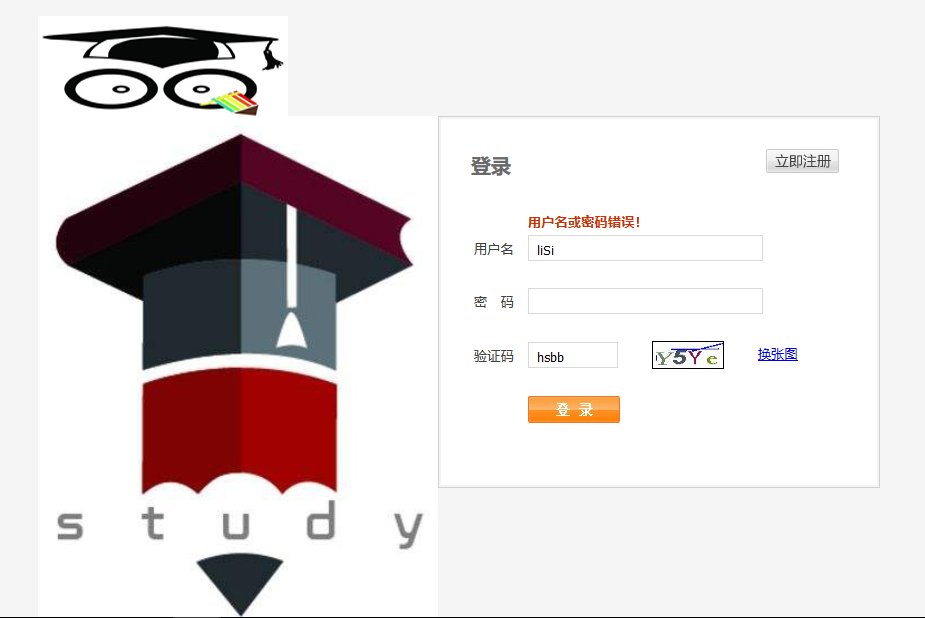 登录
立即注册
用户名或密码错误!
用户名 liSi
密 码
验证码 hsbb Y5Ye 换张图
登 录
study